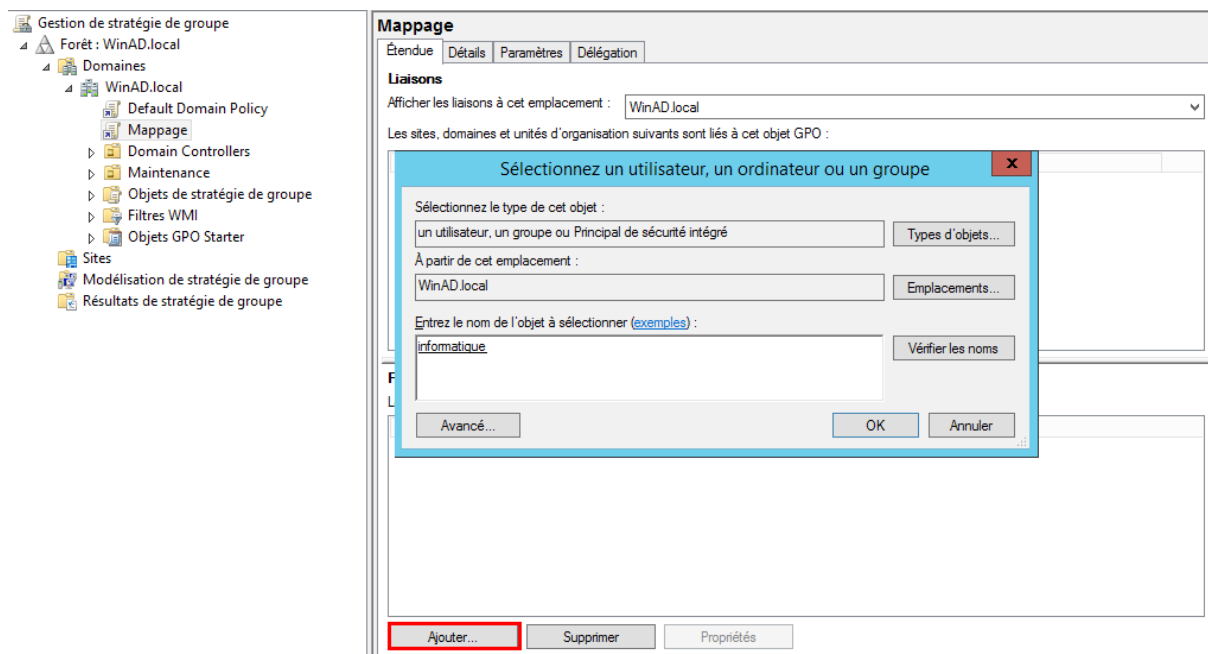 Gestion de stratégie de groupe
Forêt : WinAD.local
Domaines
WinAD.local
Default Domain Policy
Mappage
Domain Controllers
Maintenance
Objets de stratégie de groupe
Filtres WMI
Objets GPO Starter
Sites
Modélisation de stratégie de groupe
Résultats de stratégie de groupe
Mappage
Étendue Détails Paramètres Délégation
Liaisons
Afficher les liaisons à cet emplacement : WinAD.local
Les sites, domaines et unités d'organisation suivants sont liés à cet objet GPO :
Sélectionnez un utilisateur, un ordinateur ou un groupe x
Sélectionnez le type de cet objet :
un utilisateur, un groupe ou Principal de sécurité intégré Types d'objets...
À partir de cet emplacement :
WinAD.local Emplacements...
Entrez le nom de l'objet à sélectionner (exemples) :
informatique Vérifier les noms
Avancé... OK Annuler
F
L
Ajouter... Supprimer Propriétés